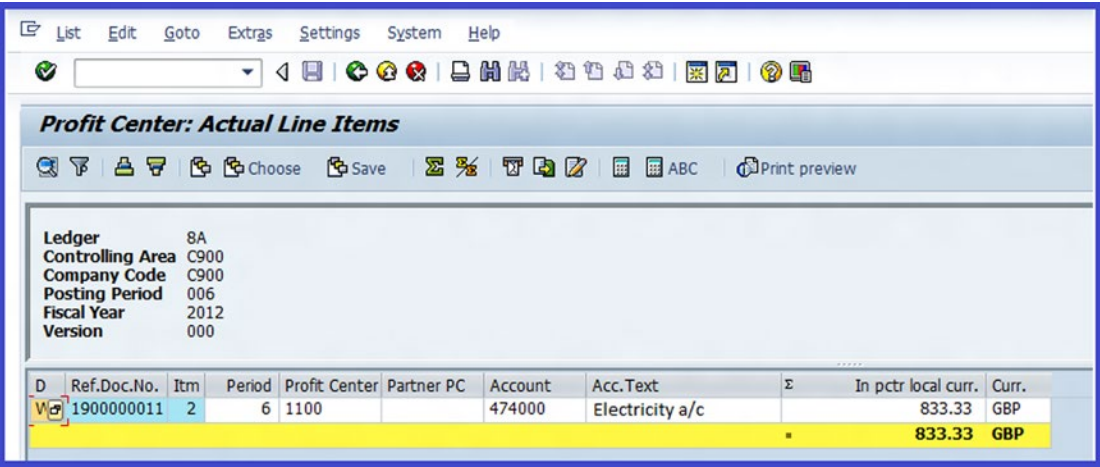 List Edit Goto Extras Settings System Help
Profit Center: Actual Line Items
Choose Save ABC Print preview
Ledger 8A
Controlling Area C900
Company Code C900
Posting Period 006
Fiscal Year 2012
Version 000
D Ref.Doc.No. Itm Period Profit Center Partner PC Account Acc.Text Σ In pctr local curr. Curr.
W 1900000011 2 6 1100 474000 Electricity a/c 833.33 GBP
833.33 GBP